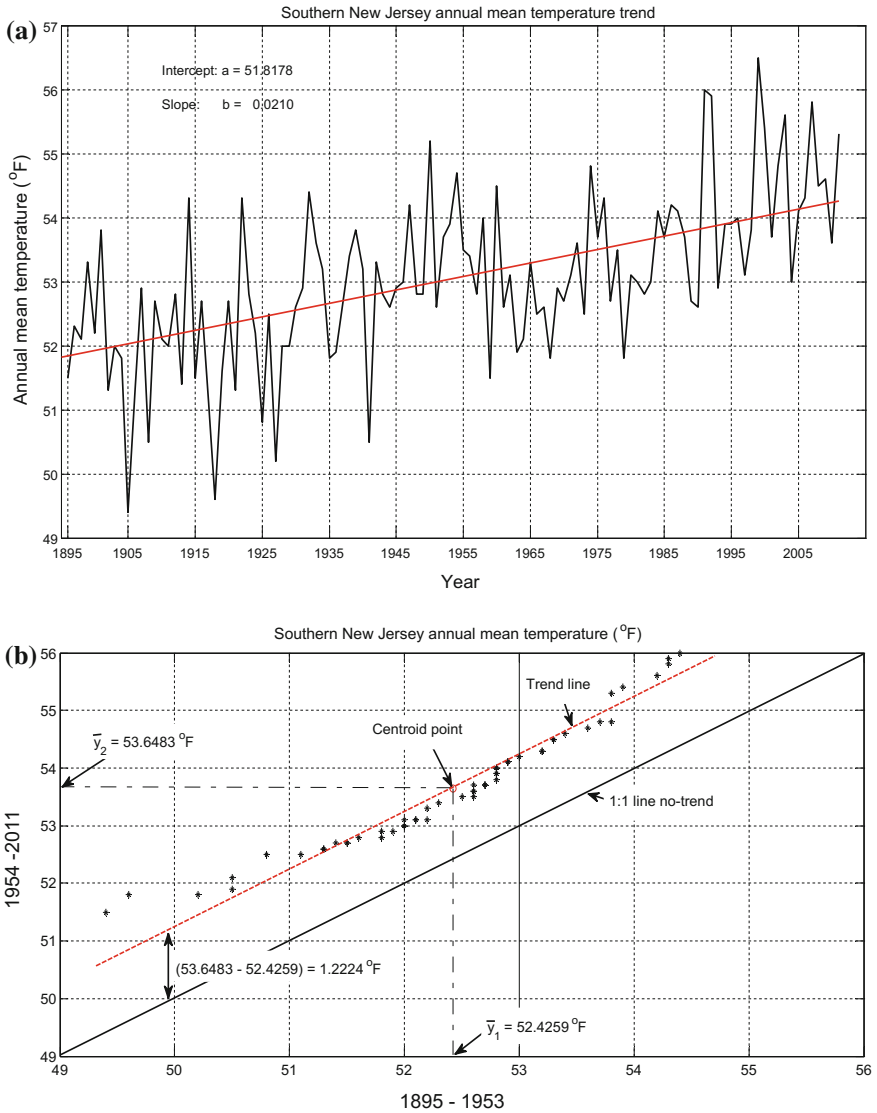 Southern New Jersey annual mean temperature trend
(a)
57
56
55
54
53
52
51
50
49
Annual mean temperature (°F)
Intercept: a = 51.8178
Slope: b = 0.0210
1895 1905 1915 1925 1935 1945 1955 1965 1975 1985 1995 2005
Year
Southern New Jersey annual mean temperature (°F)
(b)
56
55
54
53
52
51
50
49
1954 -2011
Trend line
Centroid point
y̅2 = 53.6483 °F
1:1 line no-trend
(53.6483 - 52.4259) = 1.2224 °F
y̅1 = 52.4259 °F
49 50 51 52 53 54 55 56
1895 - 1953